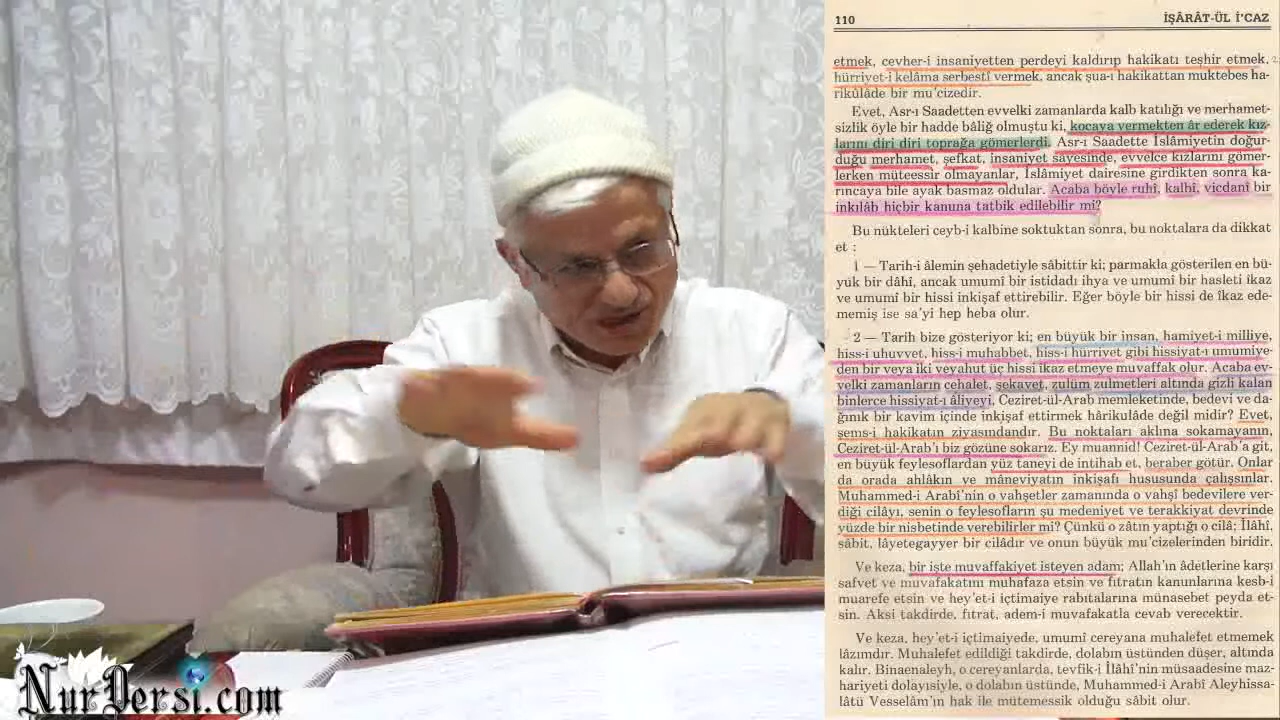 110 İŞÂRÂT-ÜL İ'CAZ
etmek, cevher-i insaniyetten perdeyi kaldırıp hakikatı teşhir etmek,
hürriyet-i kelâma serbestî vermek, ancak şua-ı hakikattan muktebes ha-
rikulâde bir mu'cizedir.
Evet, Asr-ı Saadetten evvelki zamanlarda kalb katılığı ve merhamet-
sizlik öyle bir hadde bâliğ olmuştu ki, kocaya vermekten âr ederek kız-
larını diri diri toprağa gömerlerdi. Asr-ı Saadette İslâmiyetin doğur-
duğu merhamet, şefkat, insaniyet sayesinde, evvelce kızlarını gömer-
lerken müteessir olmayanlar, İslâmiyet dairesine girdikten sonra ka-
rıncaya bile ayak basmaz oldular. Acaba böyle ruhî, kalbî, vicdanî bir
inkılâb hiçbir kanuna tatbik edilebilir mi?
Bu nükteleri ceyb-i kalbine soktuktan sonra, bu noktalara da dikkat
et :
1 — Tarih-i âlemin şehadetiyle sâbittir ki; parmakla gösterilen en bü-
yük bir dâhî, ancak umumî bir istidadı ihya ve umumî bir hasleti ikaz
ve umumî bir hissi inkişaf ettirebilir. Eğer böyle bir hissi de îkaz ede-
memiş ise sa'yi hep heba olur.
2 — Tarih bize gösteriyor ki; en büyük bir insan, hamiyet-i milliye,
hiss-i uhuvvet, hiss-i muhabbet, hiss-i hürriyet gibi hissiyat-ı umumiye-
den bir veya iki veyahut üç hissi ikaz etmeye muvaffak olur. Acaba ev-
velki zamanların cehalet, şekavet, zulüm zulmetleri altında gizli kalan
binlerce hissiyat-ı âliyeyi, Ceziret-ül-Arab memleketinde, bedevi ve da-
ğınık bir kavim içinde inkişaf ettirmek hârikulâde değil midir? Evet,
şems-i hakikatın ziyasındandır. Bu noktaları aklına sokamayanın,
Ceziret-ül-Arab'ı biz gözüne sokarız. Ey muannid! Ceziret-ül-Arab'a git,
en büyük feylesoflardan yüz taneyi de intihab et, beraber götür. Onlar
da orada ahlâkın ve mâneviyatın inkişafı hususunda çalışsınlar.
Muhammed-i Arabî'nin o vahşetler zamanında o vahşî bedevilere ver-
diği cilâyı, senin o feylesofların şu medeniyet ve terakkiyat devrinde
yüzde bir nisbetinde verebilirler mi? Çünkü o zâtın yaptığı o cilâ; İlâhî,
sâbit, lâyetegayyer bir cilâdır ve onun büyük mu'cizelerinden biridir.
Ve keza, bir işte muvaffakiyet isteyen adam; Allah'ın âdetlerine karşı
safvet ve muvafakatını muhafaza etsin ve fıtratın kanunlarına kesb-i
muarefe etsin ve hey'et-i içtimaiye rabıtalarına münasebet peyda et-
sin. Aksi takdirde, fıtrat, adem-i muvafakatla cevab verecektir.
Ve keza, hey'et-i içtimaiyede, umumî cereyana muhalefet etmemek
lâzımdır. Muhalefet edildiği takdirde, dolabın üstünden düşer, altında
kalır. Binaenaleyh, o cereyanlarda, tevfik-i İlâhî'nin müsaadesine maz-
hariyeti dolayısiyle, o dolabın üstünde, Muhammed-i Arabî Aleyhissa-
lâtü Vesselâm'ın hak ile mütemessik olduğu sâbit olur.
NurDersi.com